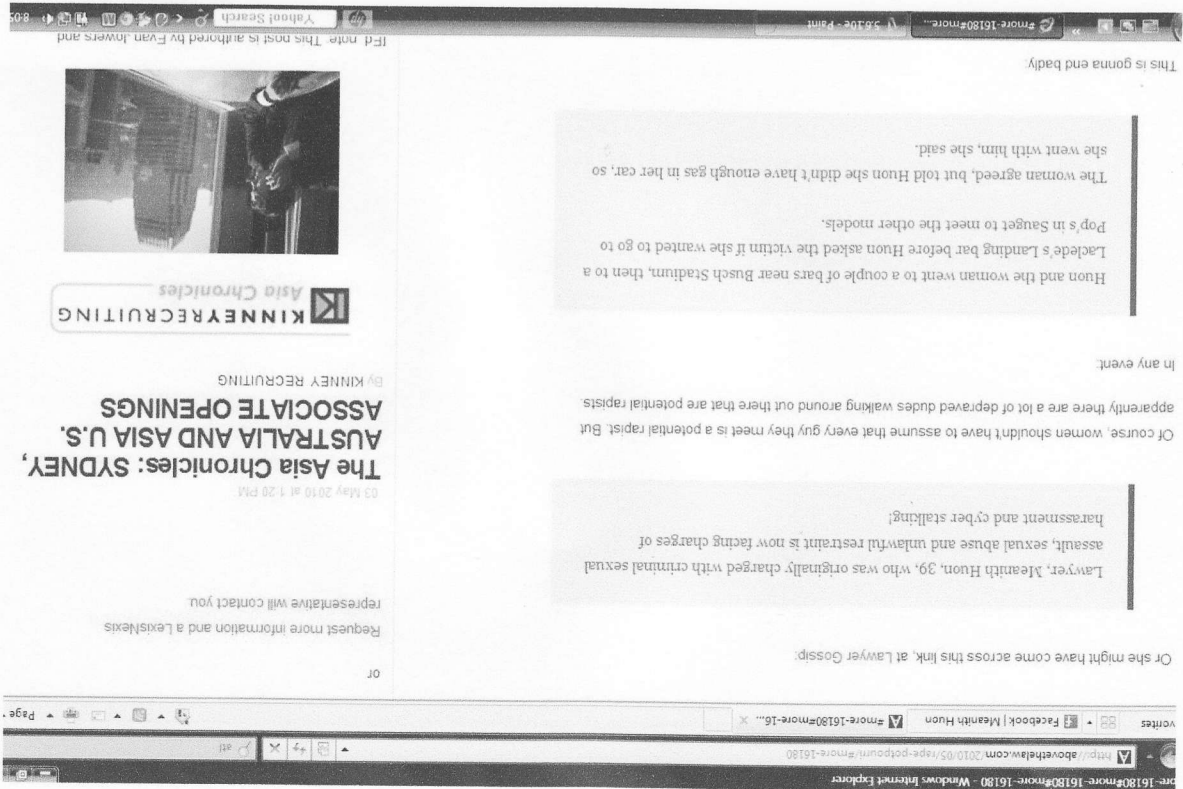 ore-16180#more-16180#more-16180 - Windows Internet Explorer
http://abovethelaw.com/2010/05/rape-potpourri/#more-16180
atl
vorites
Facebook | Meanith Huon
#more-16180#more-16...
Page
Or she might have come across this link, at Lawyer Gossip:
Lawyer, Meanith Huon, 39, who was originally charged with criminal sexual
assault, sexual abuse and unlawful restraint is now facing charges of
harassment and cyber stalking!
Of course, women shouldn't have to assume that every guy they meet is a potential rapist. But
apparently there are a lot of depraved dudes walking around out there that are potential rapists.
In any event:
Huon and the woman went to a couple of bars near Busch Stadium, then to a
Laclede's Landing bar before Huon asked the victim if she wanted to go to
Pop's in Sauget to meet the other models.
The woman agreed, but told Huon she didn't have enough gas in her car, so
she went with him, she said.
This is gonna end badly.
or
Request more information and a LexisNexis
representative will contact you.
03 May 2010 at 1:20 PM
The Asia Chronicles: SYDNEY,
AUSTRALIA AND ASIA U.S.
ASSOCIATE OPENINGS
By KINNEY RECRUITING
KINNEYRECRUITING
Asia Chronicles
[Ed. note: This post is authored by Evan Jowers and
#more-16180#more...
5.6.10e - Paint
hp
Yahoo! Search
8:05